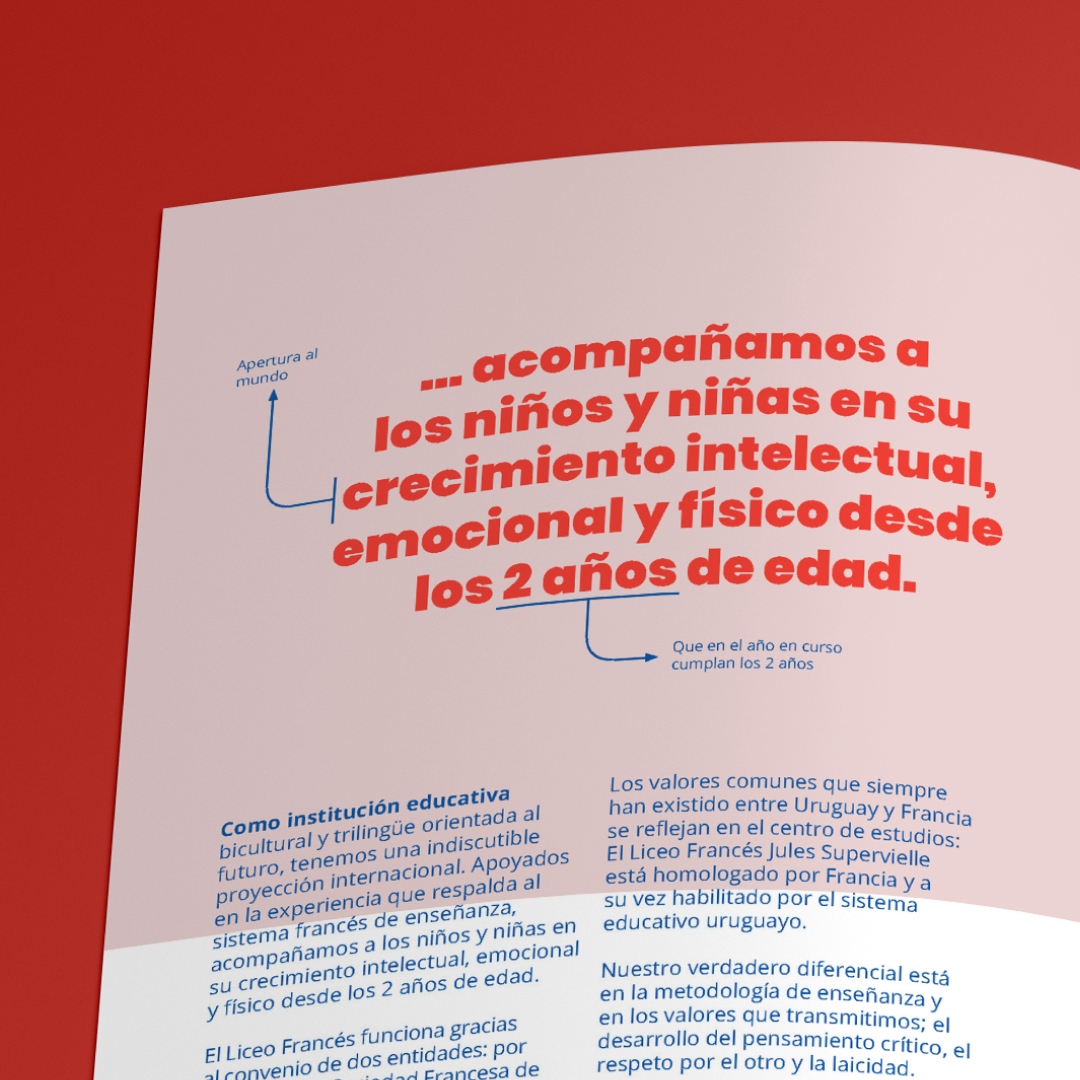 Apertura al
mundo
... acompañamos a
los niños y niñas en su
crecimiento intelectual,
emocional y físico desde
los 2 años de edad.
Que en el año en curso
cumplan los 2 años
Como institución educativa
bicultural y trilingüe orientada al
futuro, tenemos una indiscutible
proyección internacional. Apoyados
en la experiencia que respalda al
sistema francés de enseñanza,
acompañamos a los niños y niñas en
su crecimiento intelectual, emocional
y físico desde los 2 años de edad.
El Liceo Francés funciona gracias
al convenio de dos entidades: por
Francesa de
Los valores comunes que siempre
han existido entre Uruguay y Francia
se reflejan en el centro de estudios:
El Liceo Francés Jules Supervielle
está homologado por Francia y a
su vez habilitado por el sistema
educativo uruguayo.
Nuestro verdadero diferencial está
en la metodología de enseñanza y
en los valores que transmitimos; el
desarrollo del pensamiento crítico, el
respeto por el otro y la laicidad.